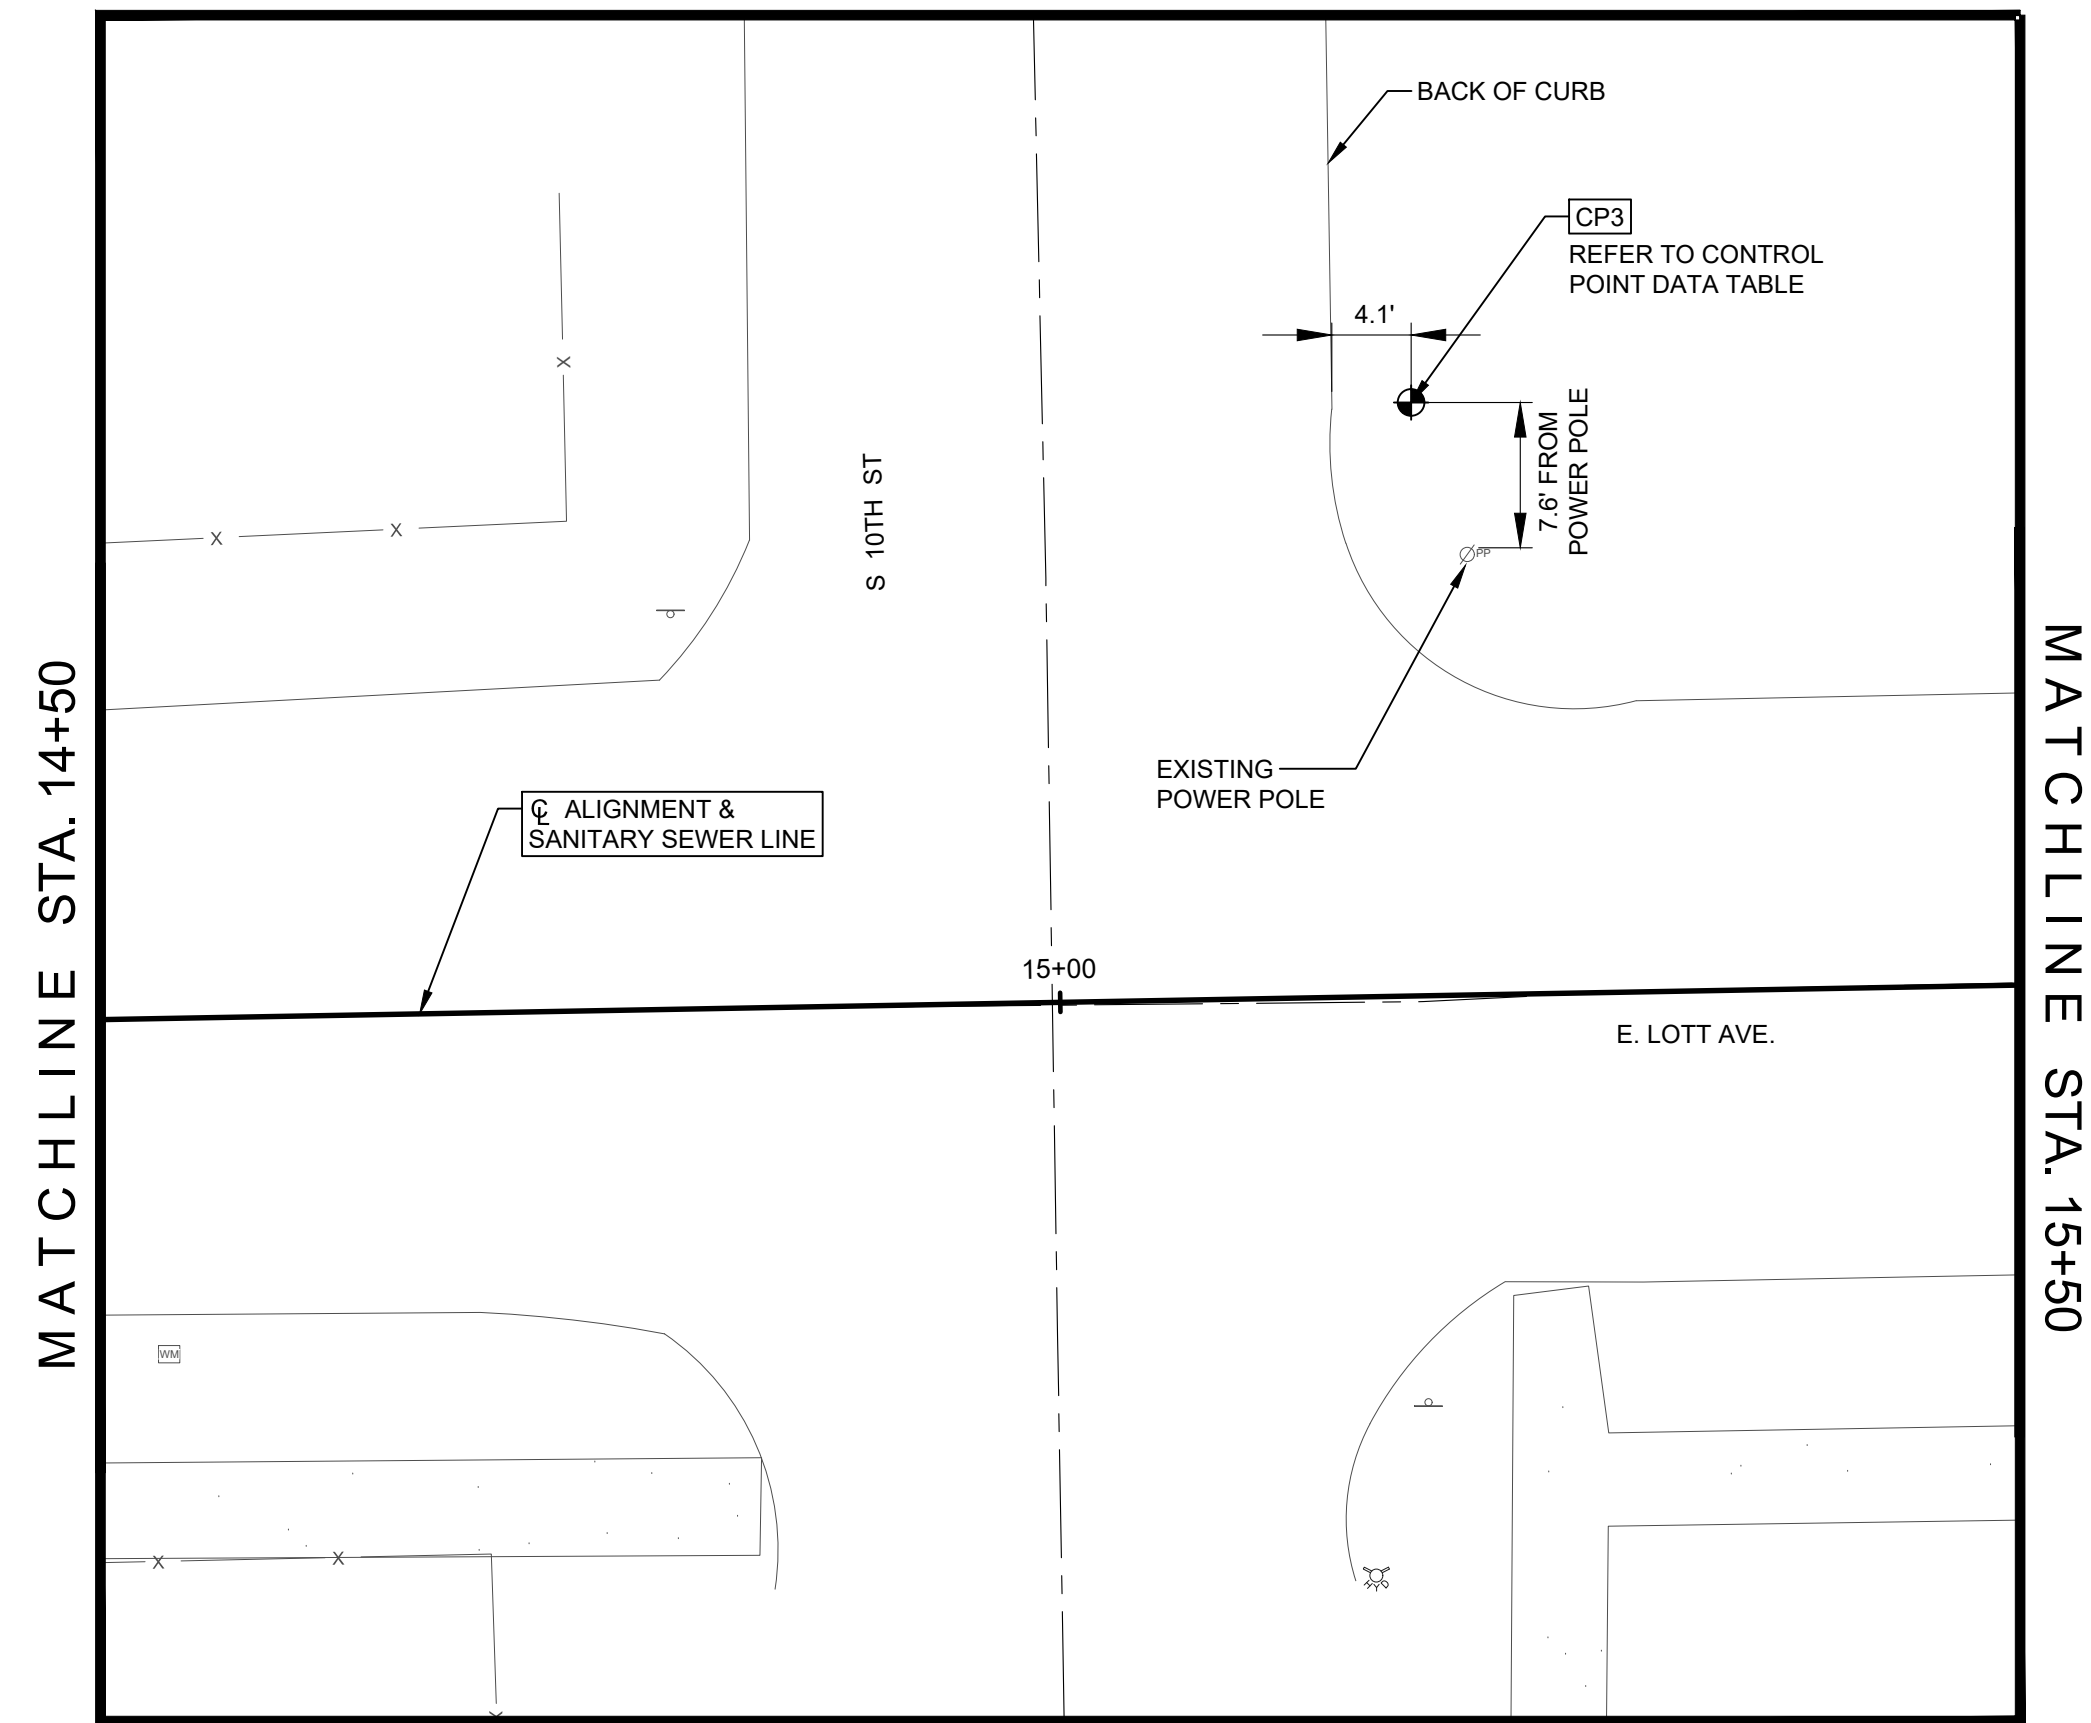 BACK OF CURB
CP3
REFER TO CONTROL
POINT DATA TABLE
4.1'
7.6' FROM
POWER POLE
X
S 10TH ST
X
X
PP
EXISTING
POWER POLE
℄ ALIGNMENT &
SANITARY SEWER LINE
MATCHLINE STA. 14+50
MATCHLINE STA. 15+50
15+00
E. LOTT AVE.
WM
X
X
HYD
X